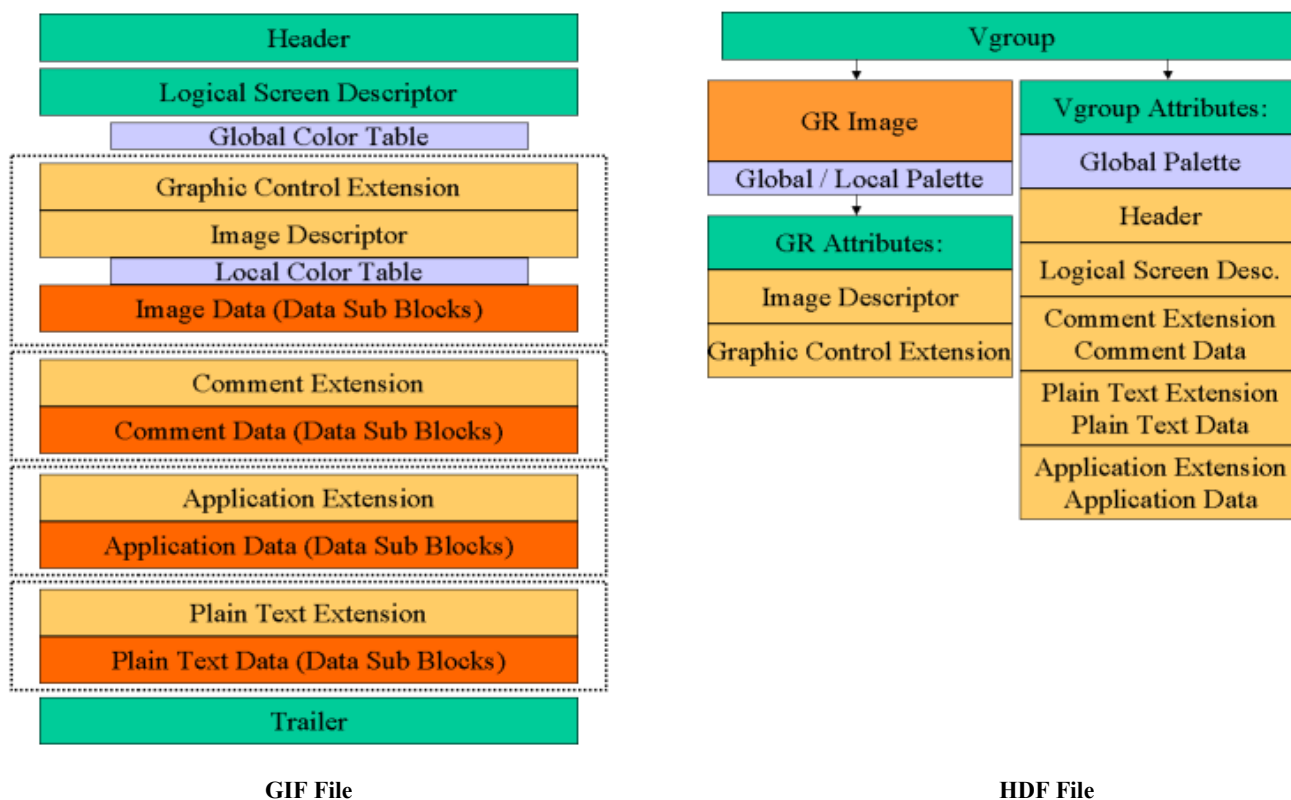 Header
Logical Screen Descriptor
Global Color Table
Graphic Control Extension
Image Descriptor
Local Color Table
Image Data (Data Sub Blocks)
Comment Extension
Comment Data (Data Sub Blocks)
Application Extension
Application Data (Data Sub Blocks)
Plain Text Extension
Plain Text Data (Data Sub Blocks)
Trailer
GIF File
Vgroup
GR Image
Global / Local Palette
GR Attributes:
Image Descriptor
Graphic Control Extension
Vgroup Attributes:
Global Palette
Header
Logical Screen Desc.
Comment Extension
Comment Data
Plain Text Extension
Plain Text Data
Application Extension
Application Data
HDF File